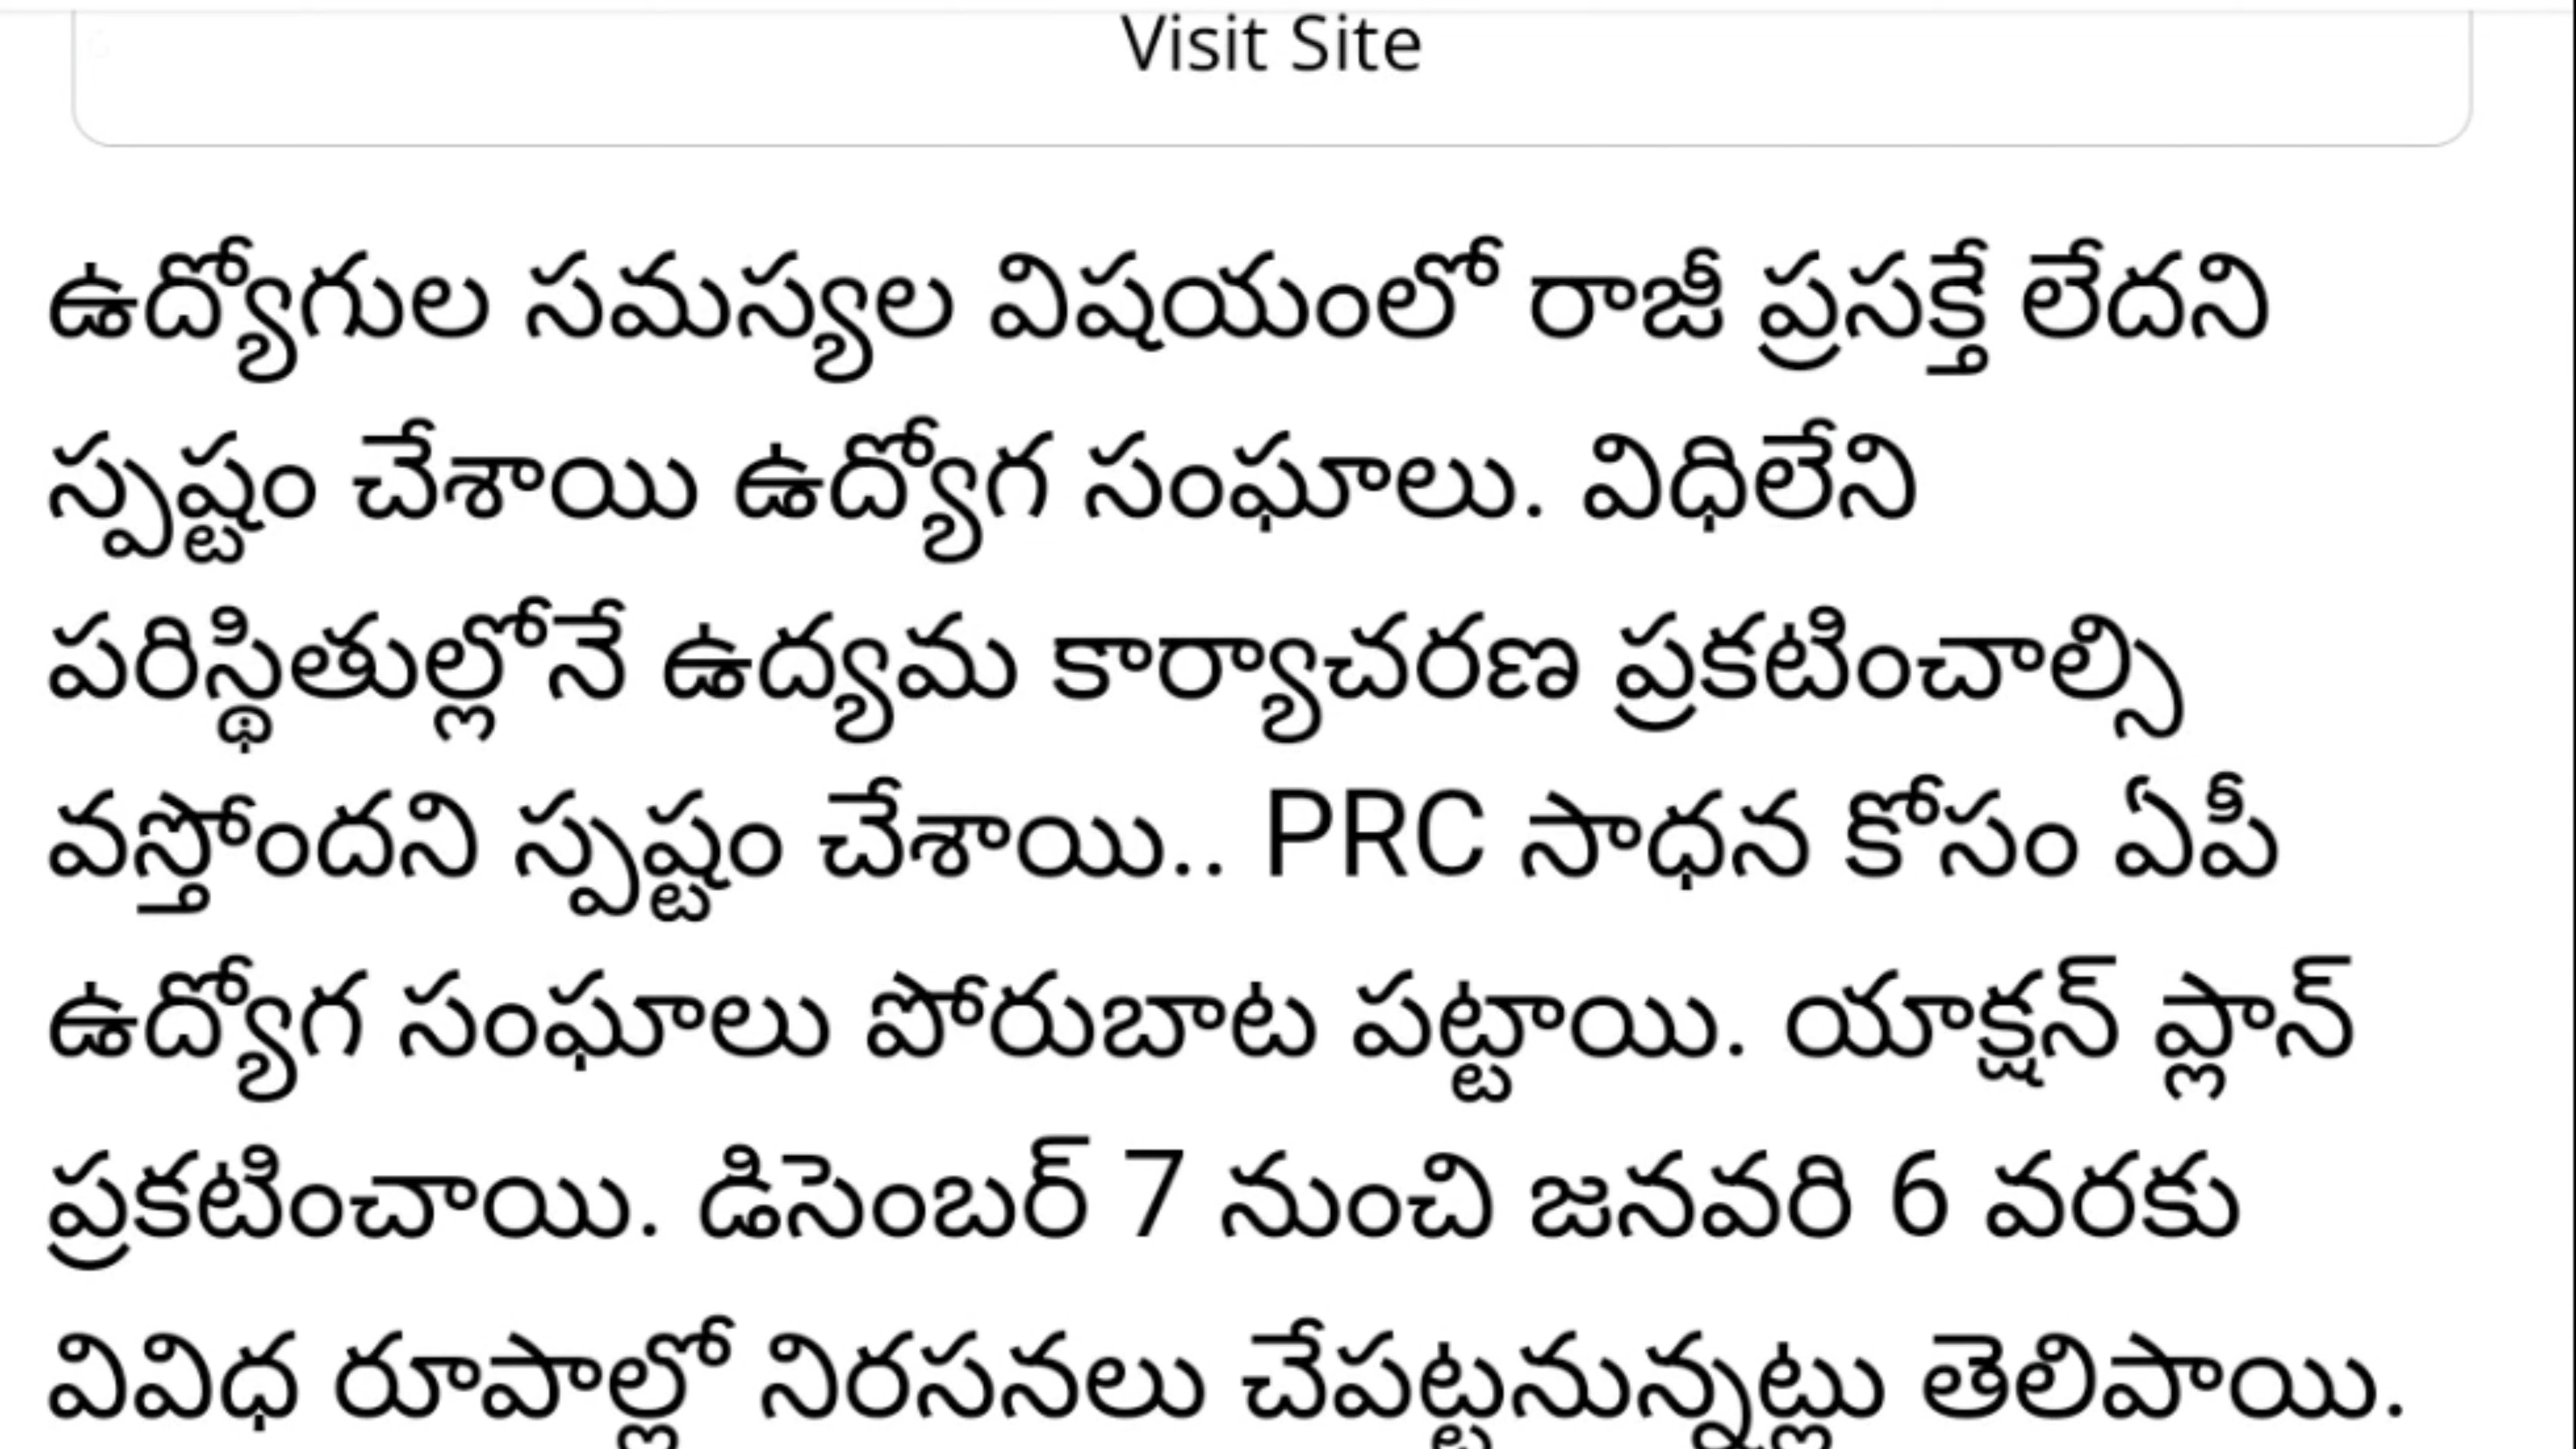 Visit Site
ఉద్యోగుల సమస్యల విషయంలో రాజీ ప్రసక్తే లేదని
స్పష్టం చేశాయి ఉద్యోగ సంఘాలు. విధిలేని
పరిస్థితుల్లోనే ఉద్యమ కార్యాచరణ ప్రకటించాల్సి
వస్తోందని స్పష్టం చేశాయి.. PRC సాధన కోసం ఏపీ
ఉద్యోగ సంఘాలు పోరుబాట పట్టాయి. యాక్షన్ ప్లాన్
ప్రకటించాయి. డిసెంబర్ 7 నుంచి జనవరి 6 వరకు
వివిధ రూపాల్లో నిరసనలు చేపట్టనున్నట్లు తెలిపాయి.